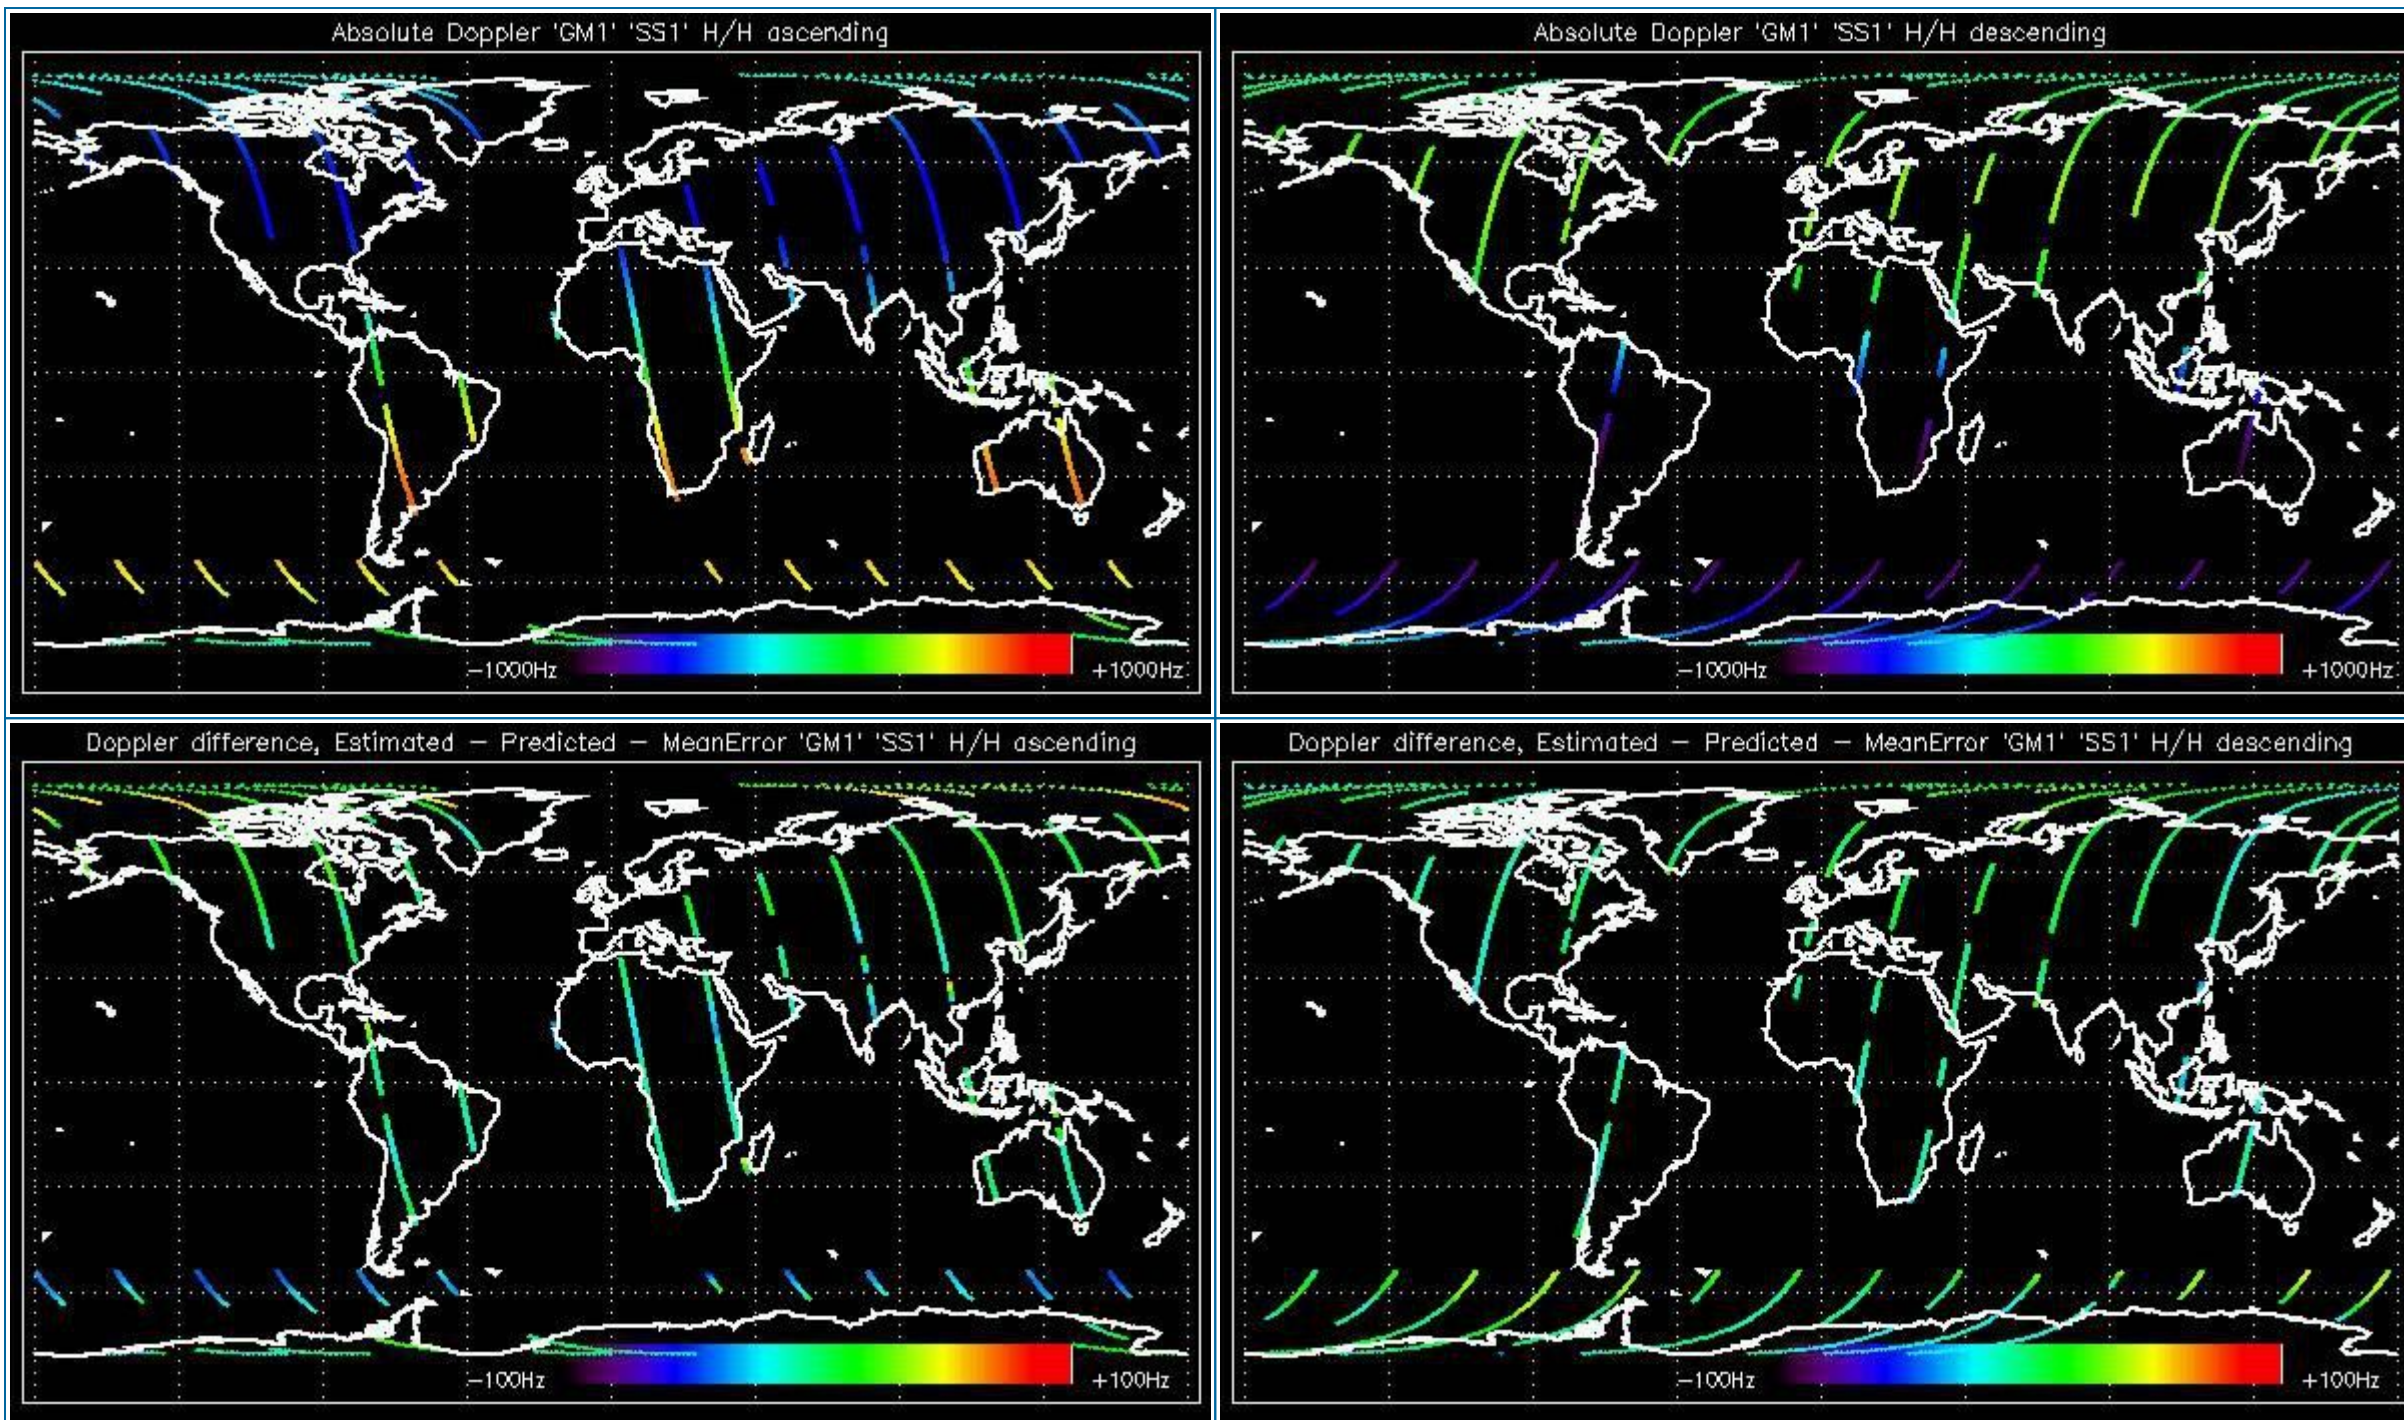 Absolute Doppler 'GM1' 'SS1' H/H ascending
-1000Hz
+1000Hz
Absolute Doppler 'GM1' 'SS1' H/H descending
-1000Hz
+1000Hz
Doppler difference, Estimated - Predicted - MeanError 'GM1' 'SS1' H/H ascending
-100Hz
+100Hz
Doppler difference, Estimated - Predicted - MeanError 'GM1' 'SS1' H/H descending
-100Hz
+100Hz